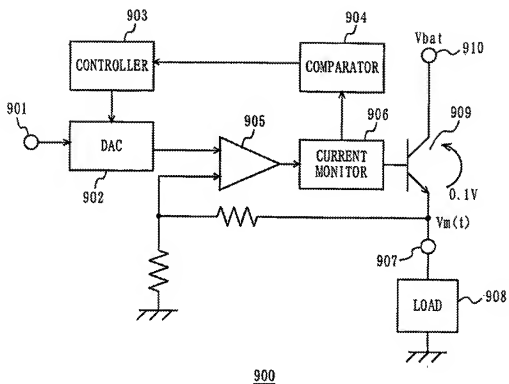 903
CONTROLLER
904
COMPARATOR
Vbat
910
901
DAC
902
905
906
CURRENT
MONITOR
909
0.1V
Vm(t)
907
LOAD
908
900